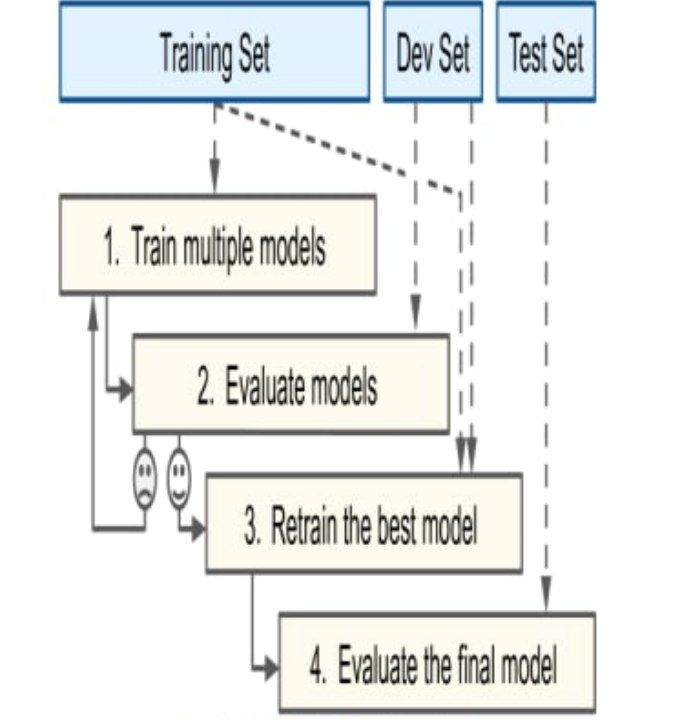 Training Set
Dev Set
Test Set
1. Train multiple models
2. Evaluate models
3. Retrain the best model
4. Evaluate the final model